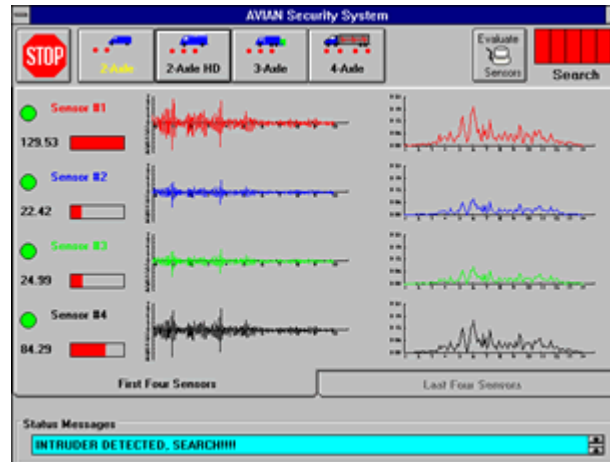 AVIAN Security System
STOP
2-Axle
2-Axle HD
3-Axle
4-Axle
Evaluate
Sensors
Search
Sensor #1
129.53
Sensor #2
22.42
Sensor #3
24.99
Sensor #4
84.29
First Four Sensors
Last Four Sensors
Status Messages
INTRUDER DETECTED, SEARCH!!!!